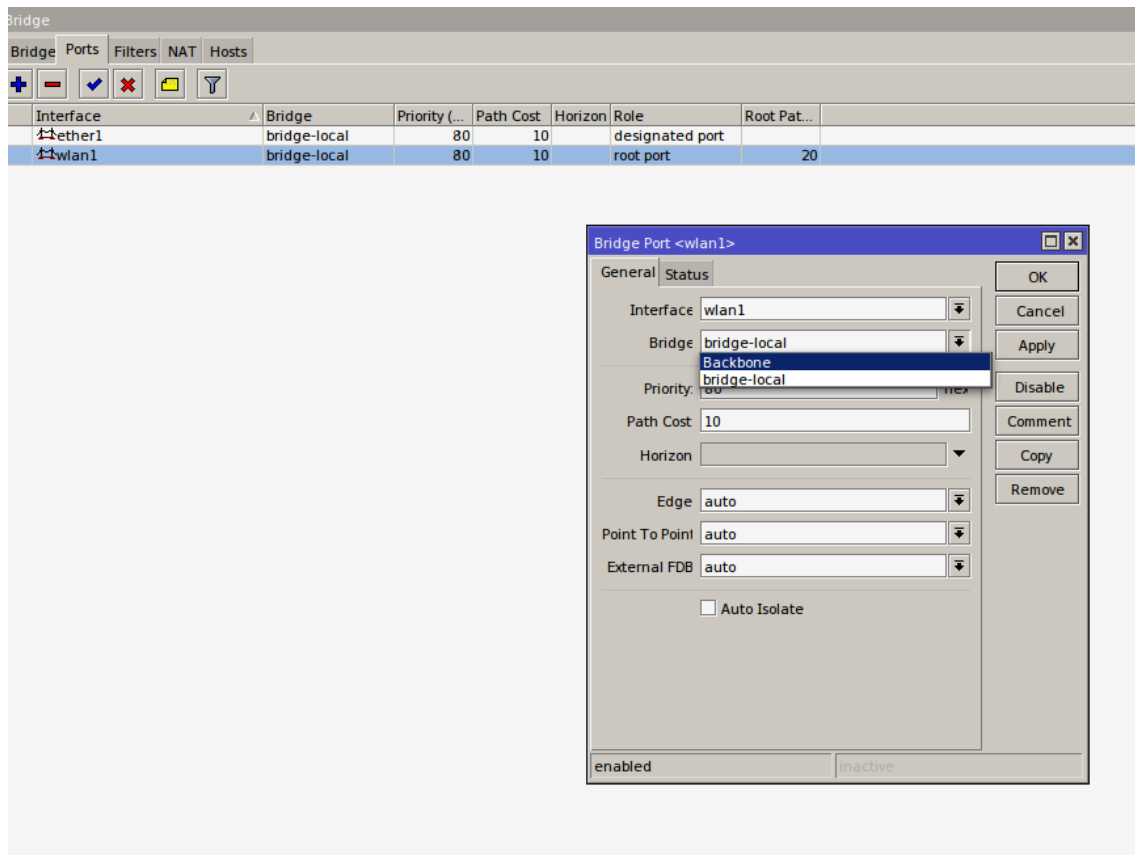 Bridge
Bridge Ports Filters NAT Hosts
Interface Bridge Priority (... Path Cost Horizon Role Root Pat...
ether1 bridge-local 80 10 designated port
wlan1 bridge-local 80 10 root port 20
Bridge Port <wlan1>
General Status
OK
Interface wlan1
Cancel
Bridge bridge-local
Apply
Backbone
bridge-local
Priority: 80 hex
Disable
Path Cost 10
Comment
Horizon
Copy
Remove
Edge auto
Point To Point auto
External FDB auto
Auto Isolate
enabled inactive